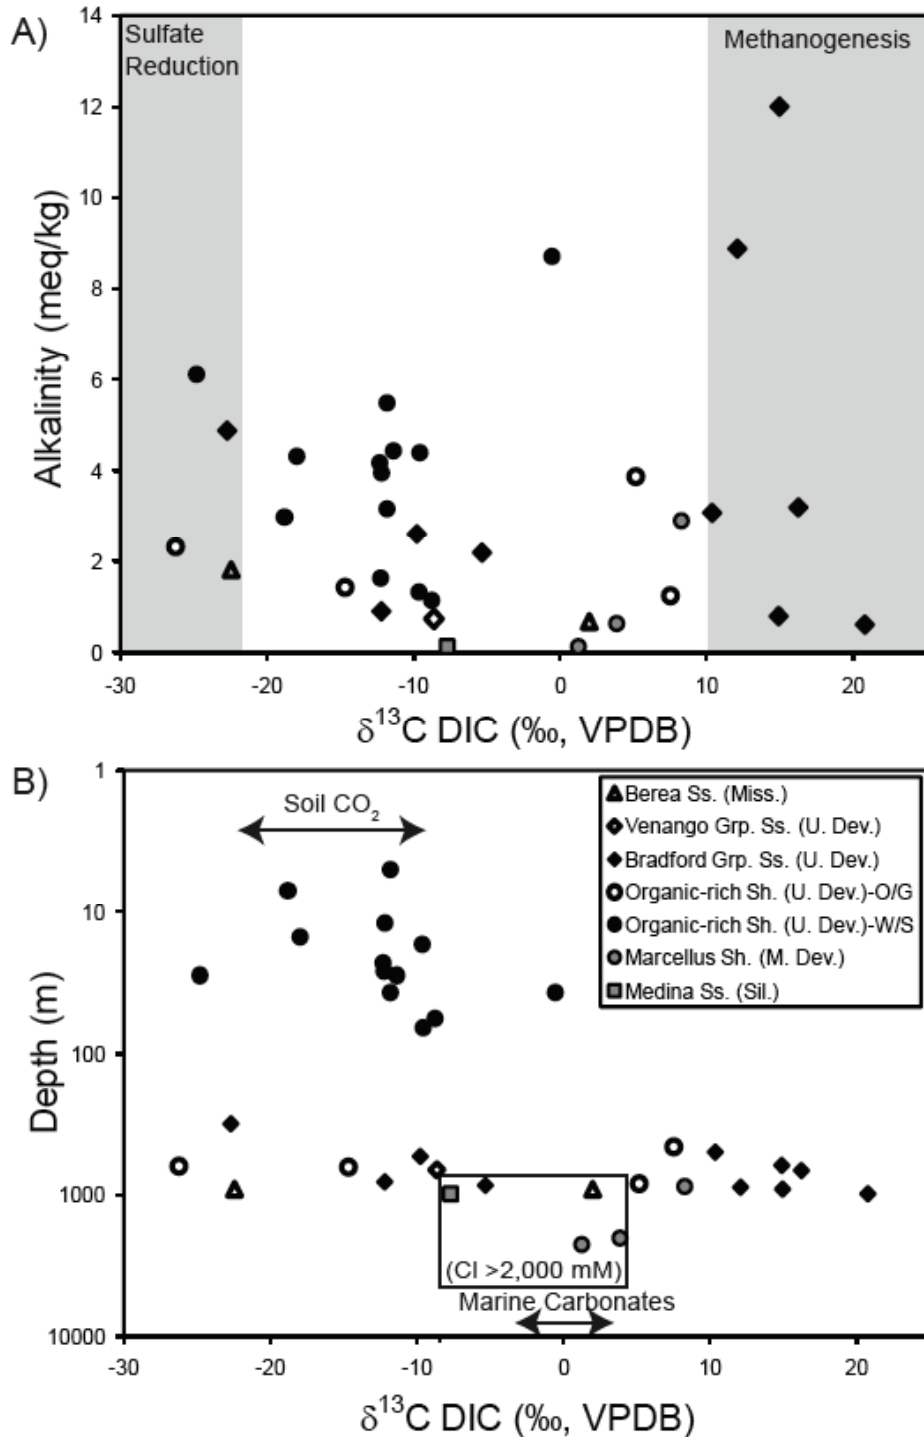 A)
Sulfate
Reduction
Methanogenesis
14
12
10
8
6
4
2
0
Alkalinity (meq/kg)
-30 -20 -10 0 10 20
δ¹³C DIC (‰, VPDB)
B)
Soil CO₂
Berea Ss. (Miss.)
Venango Grp. Ss. (U. Dev.)
Bradford Grp. Ss. (U. Dev.)
Organic-rich Sh. (U. Dev.)-O/G
Organic-rich Sh. (U. Dev.)-W/S
Marcellus Sh. (M. Dev.)
Medina Ss. (Sil.)
1
10
100
1000
10000
Depth (m)
(Cl >2,000 mM)
Marine Carbonates
-30 -20 -10 0 10 20
δ¹³C DIC (‰, VPDB)